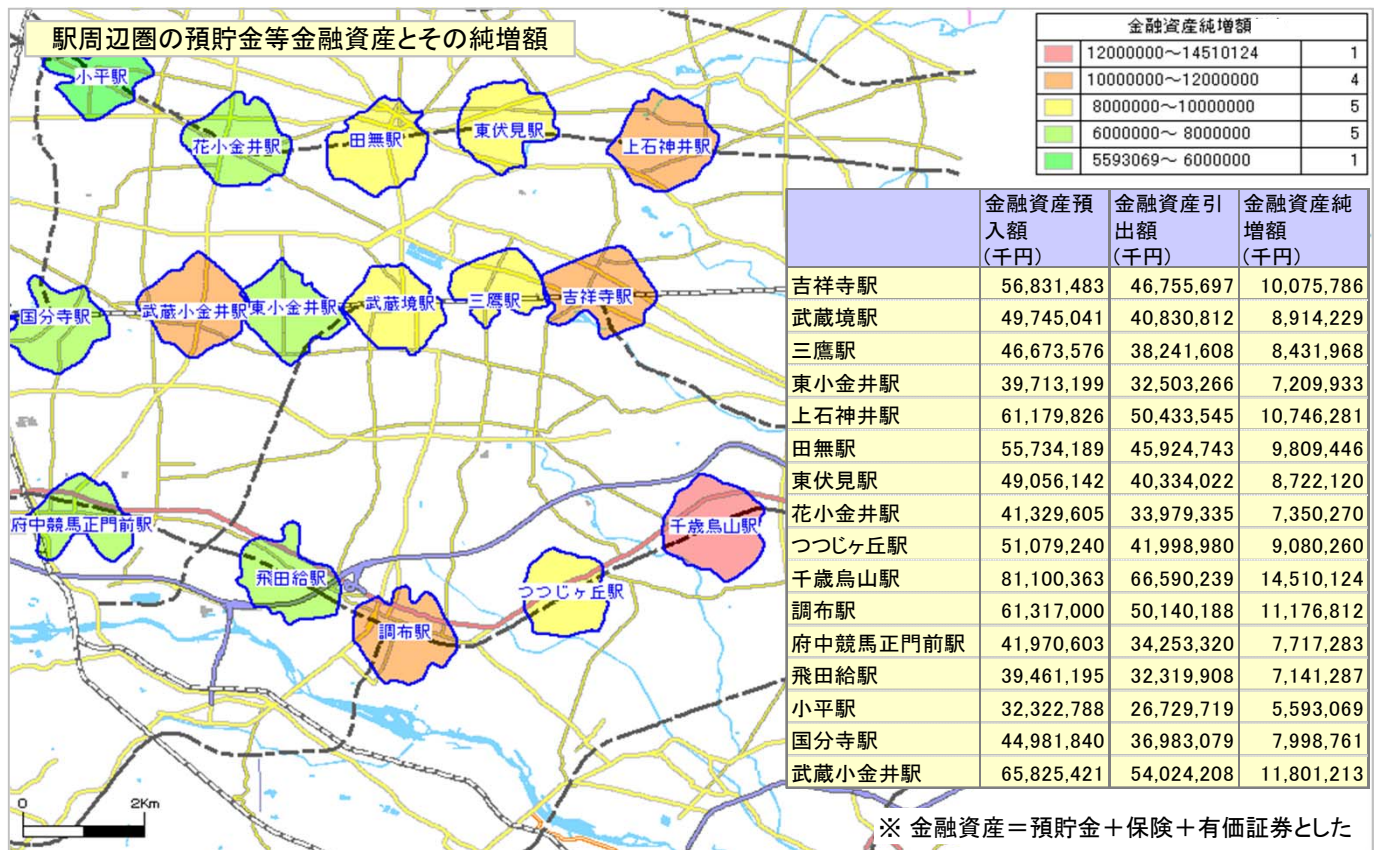 駅周辺圏の預貯金等金融資産とその純増額
金融資産純増額
12000000～14510124 1
10000000～12000000 4
8000000～10000000 5
6000000～ 8000000 5
5593069～ 6000000 1
小平駅
花小金井駅
田無駅
東伏見駅
上石神井駅
国分寺駅
武蔵小金井駅
東小金井駅
武蔵境駅
三鷹駅
吉祥寺駅
府中競馬正門前駅
飛田給駅
調布駅
つつじヶ丘駅
千歳烏山駅
0 2Km
金融資産預入額(千円) 金融資産引出額(千円) 金融資産純増額(千円)
吉祥寺駅 56,831,483 46,755,697 10,075,786
武蔵境駅 49,745,041 40,830,812 8,914,229
三鷹駅 46,673,576 38,241,608 8,431,968
東小金井駅 39,713,199 32,503,266 7,209,933
上石神井駅 61,179,826 50,433,545 10,746,281
田無駅 55,734,189 45,924,743 9,809,446
東伏見駅 49,056,142 40,334,022 8,722,120
花小金井駅 41,329,605 33,979,335 7,350,270
つつじヶ丘駅 51,079,240 41,998,980 9,080,260
千歳烏山駅 81,100,363 66,590,239 14,510,124
調布駅 61,317,000 50,140,188 11,176,812
府中競馬正門前駅 41,970,603 34,253,320 7,717,283
飛田給駅 39,461,195 32,319,908 7,141,287
小平駅 32,322,788 26,729,719 5,593,069
国分寺駅 44,981,840 36,983,079 7,998,761
武蔵小金井駅 65,825,421 54,024,208 11,801,213
※ 金融資産＝預貯金＋保険＋有価証券とした